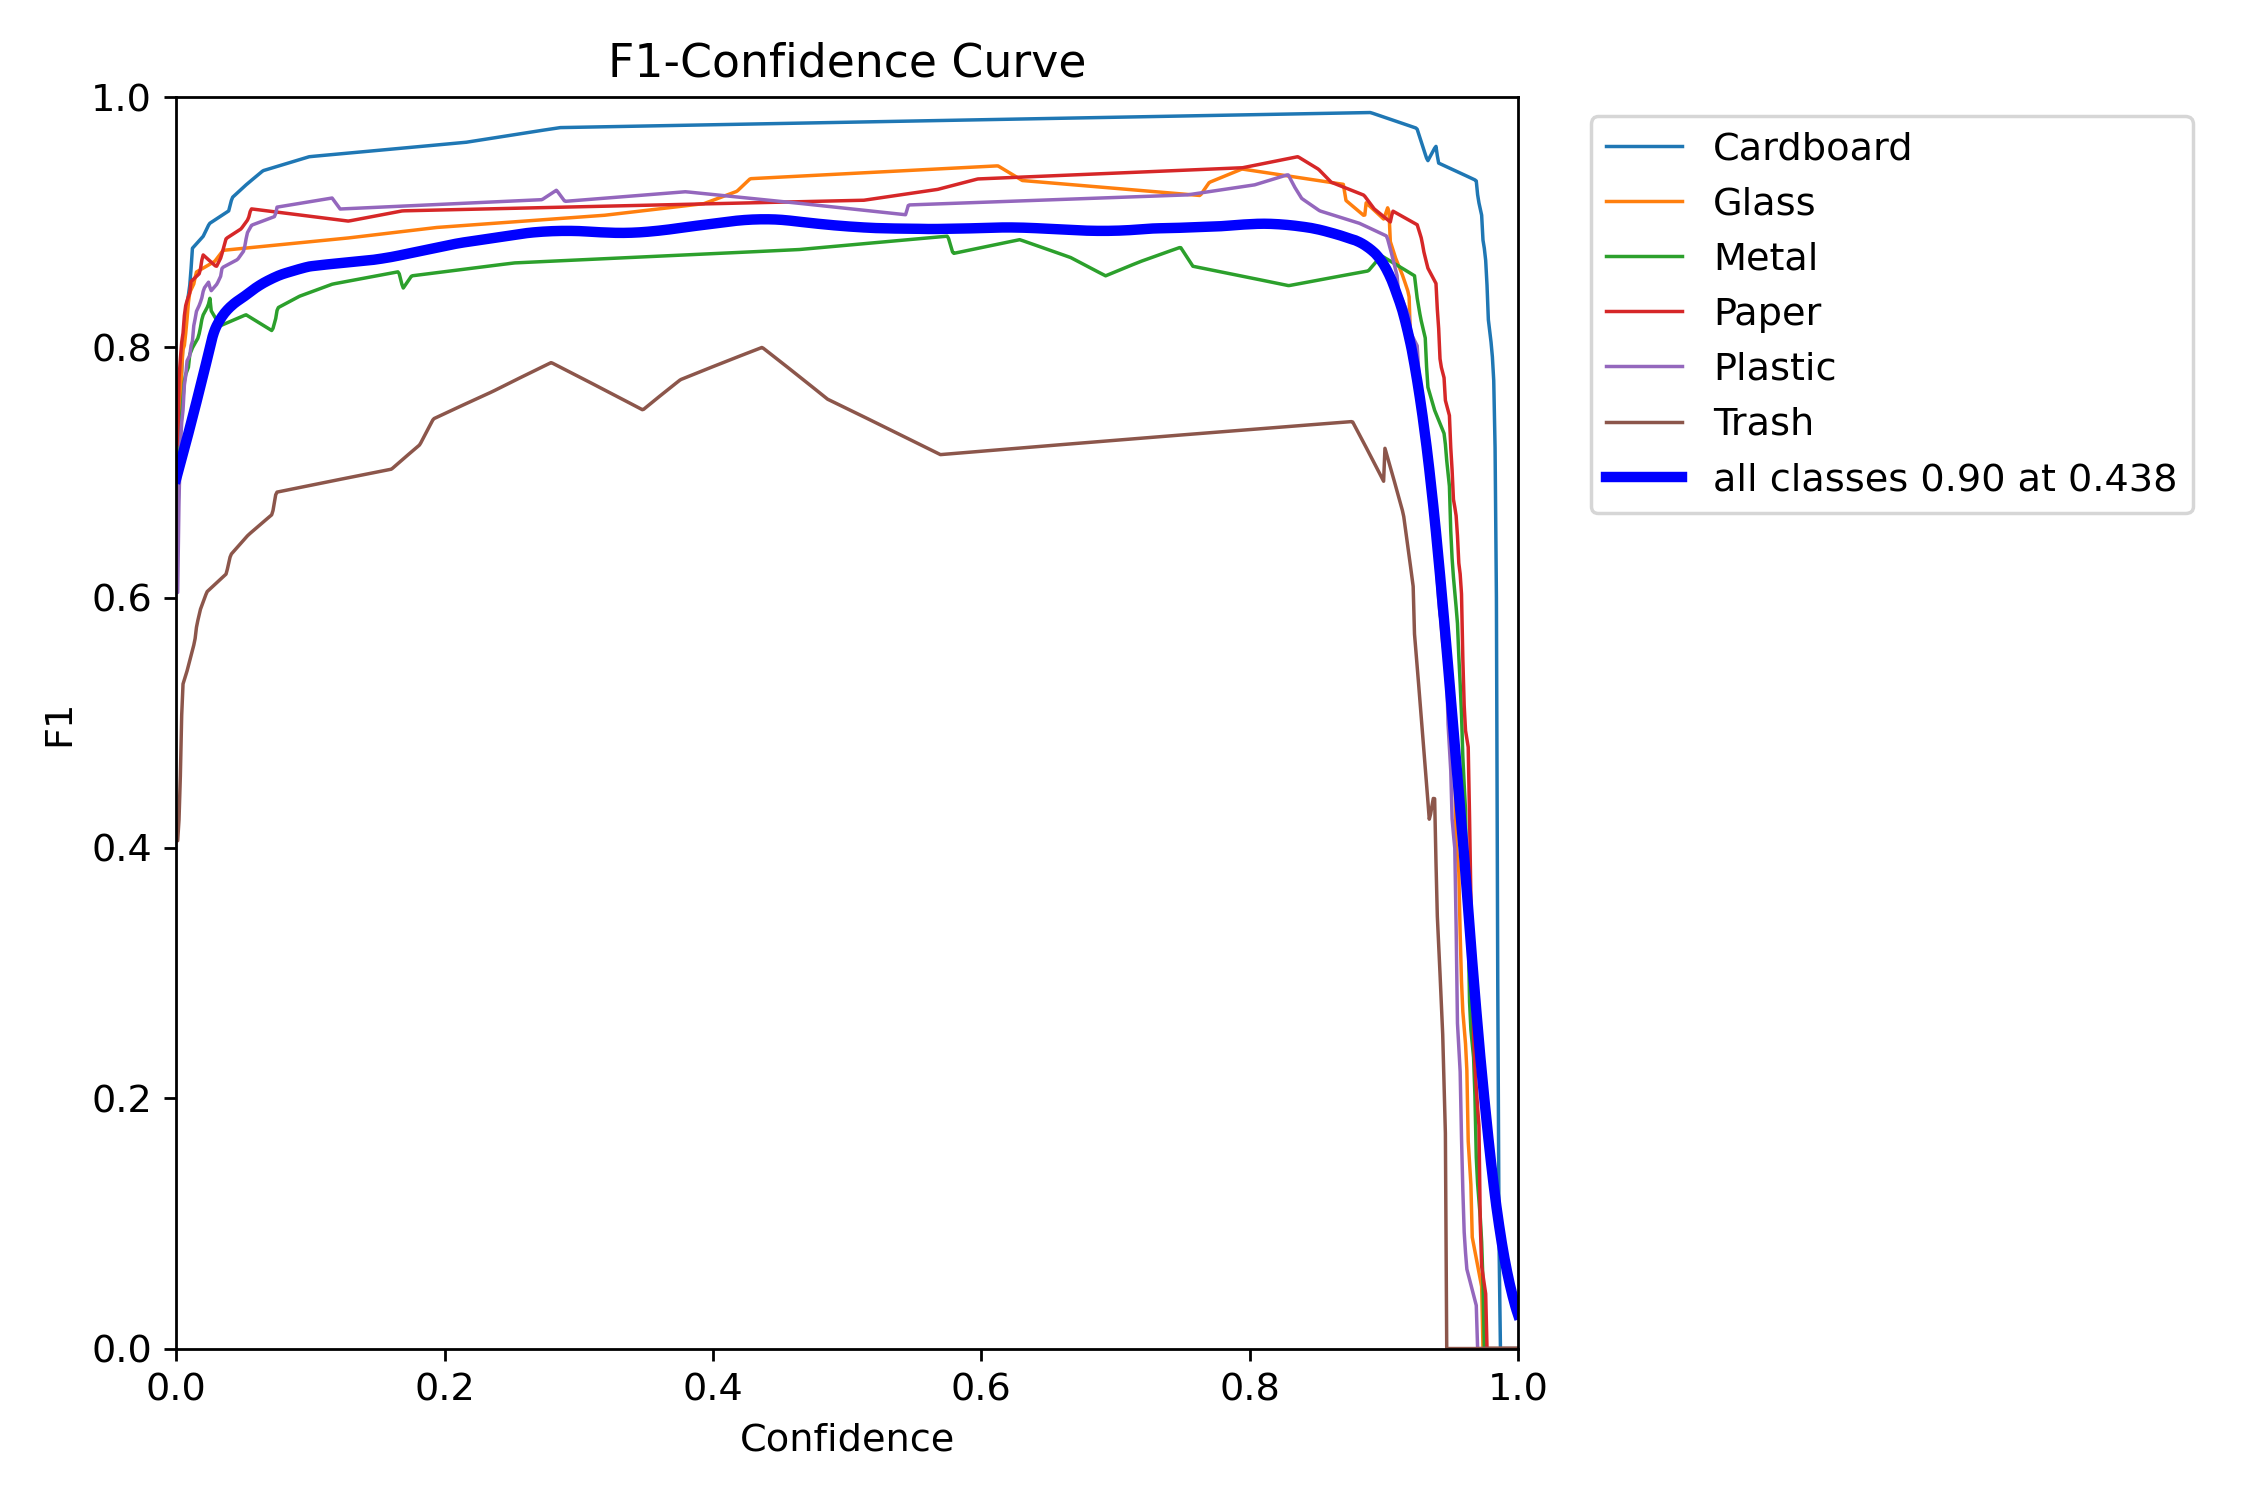 F1-Confidence Curve
1.0
0.8
0.6
0.4
0.2
0.0
F1
0.0 0.2 0.4 0.6 0.8 1.0
Confidence
Cardboard
Glass
Metal
Paper
Plastic
Trash
all classes 0.90 at 0.438